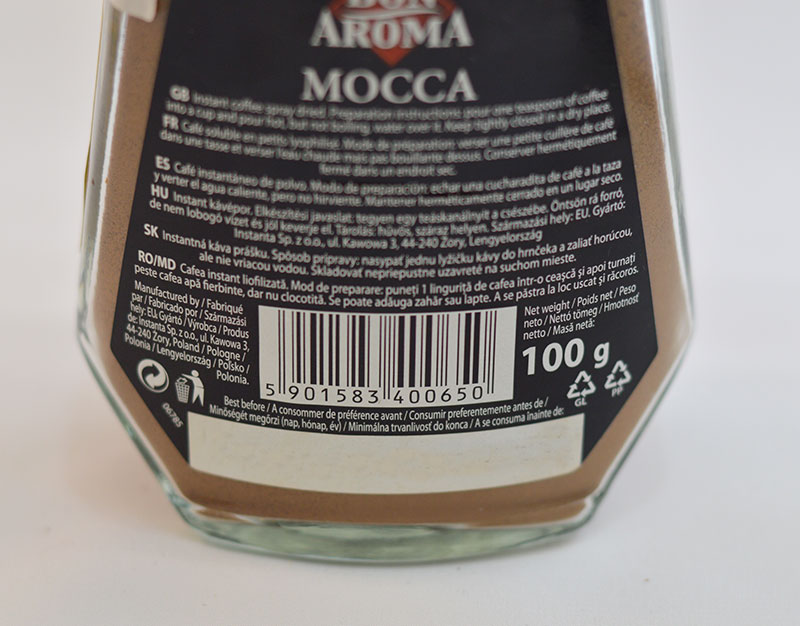 DON
AROMA
MOCCA
GB Instant coffee spray dried. Preparation instructions: pour one teaspoon of coffee
into a cup and pour hot, but not boiling, water over it. Keep tightly closed in a dry place.
FR Café soluble en petits Mode de préparation: verser une petite cuillère de café
dans une tasse et verser l'eau chaude mais pas bouillante dessus. Conserver hermétiquement
fermé dans un endroit sec.
ES Café instantáneo de polvo. Modo de preparación: echar una cucharadita de café a la taza
y verter el agua caliente, pero no hirviente. Mantener herméticamente cerrado en un lugar seco.
HU Instant kávépor. Elkészítési javaslat: tegyen egy teáskanálnyit a csészébe. Öntsön rá forró,
de nem lobogó vizet és jól keverje el. Tárolás: hűvös, száraz helyen. Származási hely: EU. Gyártó:
Instanta Sp. z o.o., ul. Kawowa 3, 44-240 Żory, Lengyelország
SK Instantná káva prášku. Spôsob prípravy: nasypať jednu lyžičku kávy do hrnčeka a zaliať horúcou,
ale nie vriacou vodou. Skladovať nepriepustne uzavreté na suchom mieste.
RO/MD Cafea instant liofilizată. Mod de preparare: puneți 1 linguriță de cafea într-o ceașcă și apoi turnați
peste cafea apă fierbinte, dar nu clocotită. Se poate adăuga zahăr sau lapte. A se păstra la loc uscat și răcoros.
Manufactured by / Fabriqué
par / Fabricado por / Származási
hely: EU. Gyártó / Výrobca / Produs
de: Instanta Sp. z o.o., ul. Kawowa 3,
44-240 Żory, Poland / Pologne /
Polonia / Lengyelország / Poľsko /
Polonia.
5 901583 400650
Net weight / Poids net / Peso
neto / Nettó tömeg / Hmotnosť
netto / Masă netă:
100 g
GL
PP
06785
Best before / A consommer de préférence avant / Consumir preferentemente antes de /
Minőségét megőrzi (nap, hónap, év) / Minimálna trvanlivosť do konca / A se consuma înainte de: